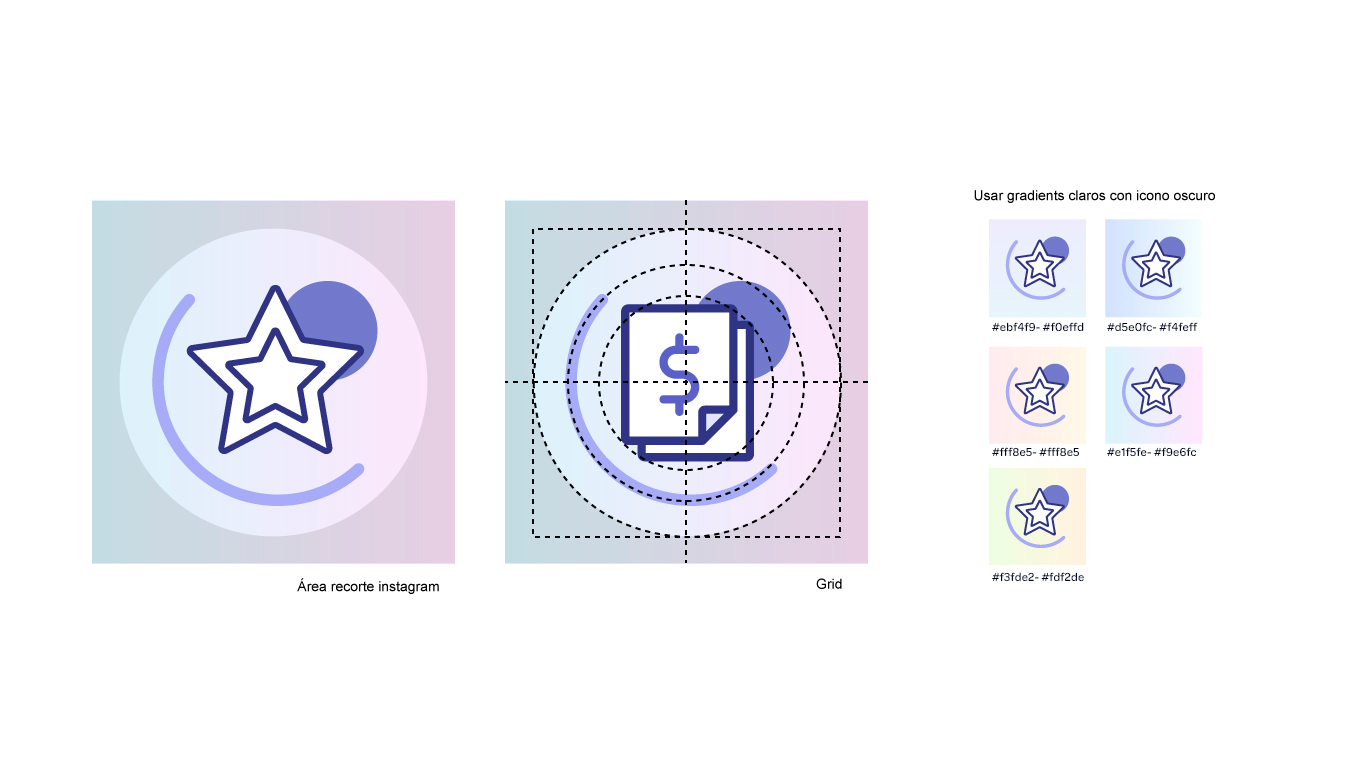 Usar gradients claros con icono oscuro
#ebf4f9- #f0effd
#d5e0fc- #f4feff
#fff8e5- #fff8e5
#e1f5fe- #f9e6fc
#f3fde2- #fdf2de
Área recorte instagram
Grid
$